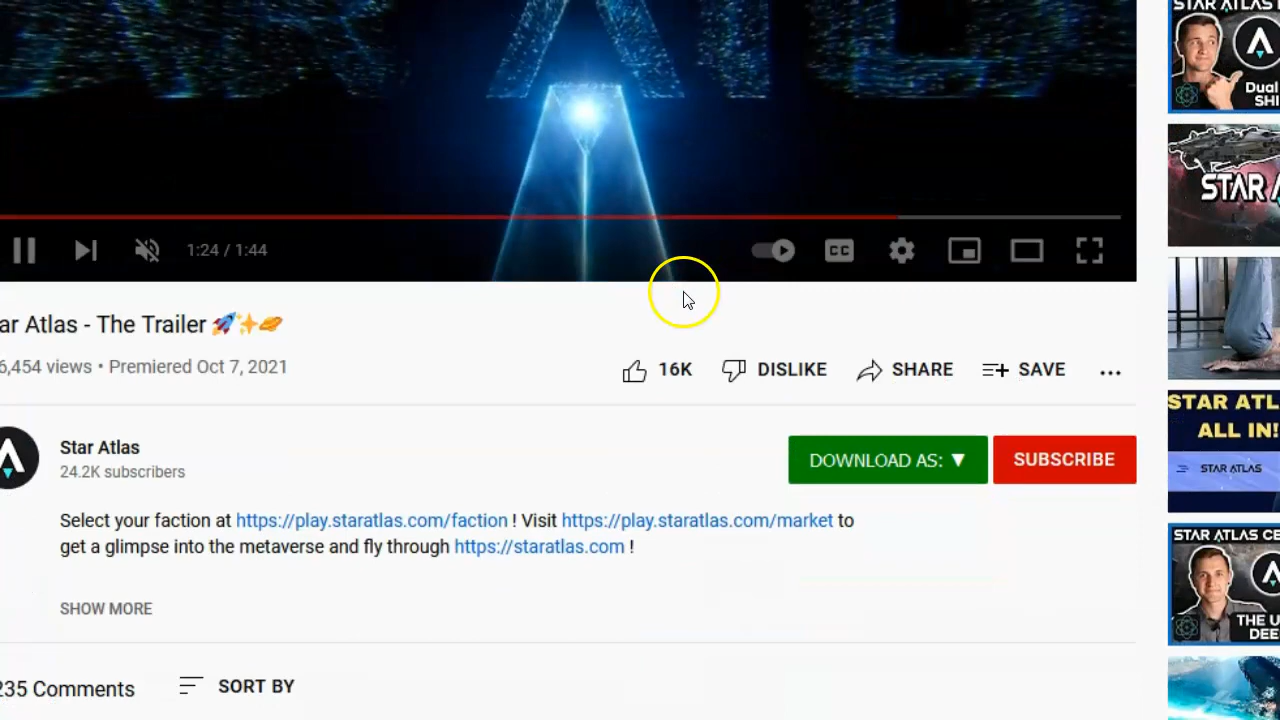 STAR ATLAS
Dual
SHI
STAR A
1:24 / 1:44
CC
ar Atlas - The Trailer 🚀✨🪐
6,454 views • Premiered Oct 7, 2021
16K
DISLIKE
SHARE
SAVE
...
STAR ATL
ALL IN!
STAR ATLAS
Star Atlas
24.2K subscribers
DOWNLOAD AS: ▼
SUBSCRIBE
Select your faction at https://play.staratlas.com/faction ! Visit https://play.staratlas.com/market to
get a glimpse into the metaverse and fly through https://staratlas.com !
SHOW MORE
STAR ATLAS CE
THE U
DEE
235 Comments
SORT BY